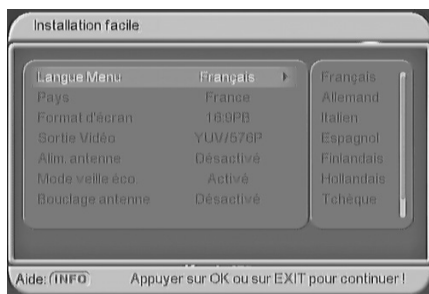 Installation facile
Langue Menu Français
Pays France
Format d'écran 16:9PB
Sortie Vidéo YUV/576P
Alim. antenne Désactivé
Mode veille éco. Activé
Bouclage antenne Désactivé
Français
Allemand
Italien
Espagnol
Finlandais
Hollandais
Tchèque
Aide: INFO Appuyer sur OK ou sur EXIT pour continuer !